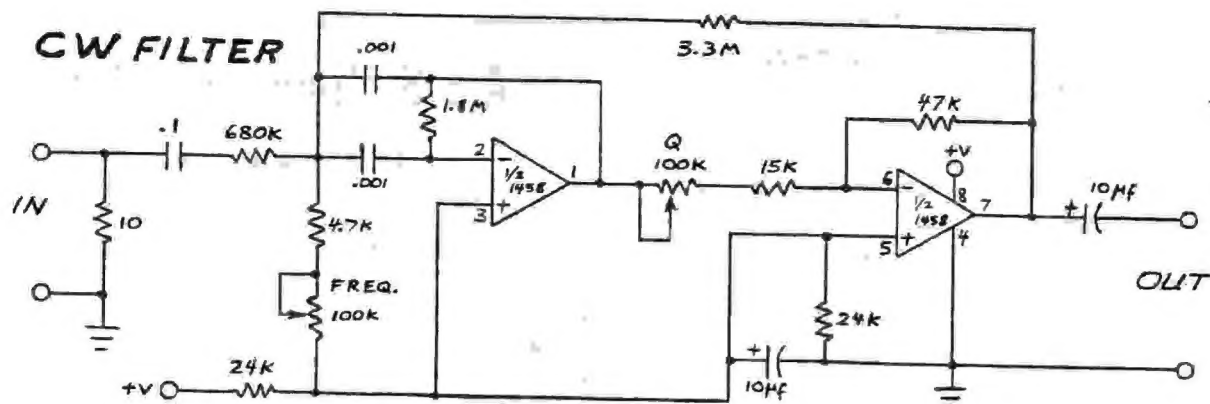 CW FILTER
3.3M
.001
1.8M
47K
.1
680K
.001
2
−
1/2
1458
1
+
3
Q
100K
15K
+V
6
−
8
1/2
1458
7
+
5
4
+
10µf
IN
10
4.7K
FREQ.
100K
24K
+
10µf
OUT
+V
24K